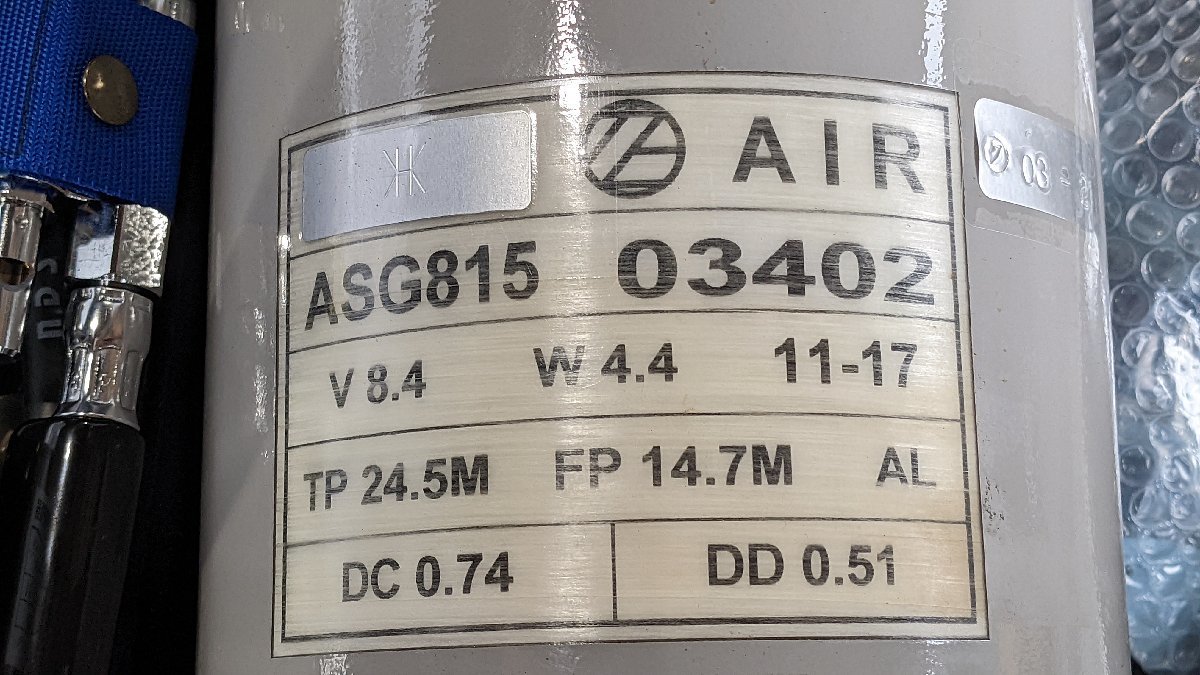 AIR
03 -
ASG815 03402
V 8.4 W 4.4 11-17
TP 24.5M FP 14.7M AL
DC 0.74 DD 0.51